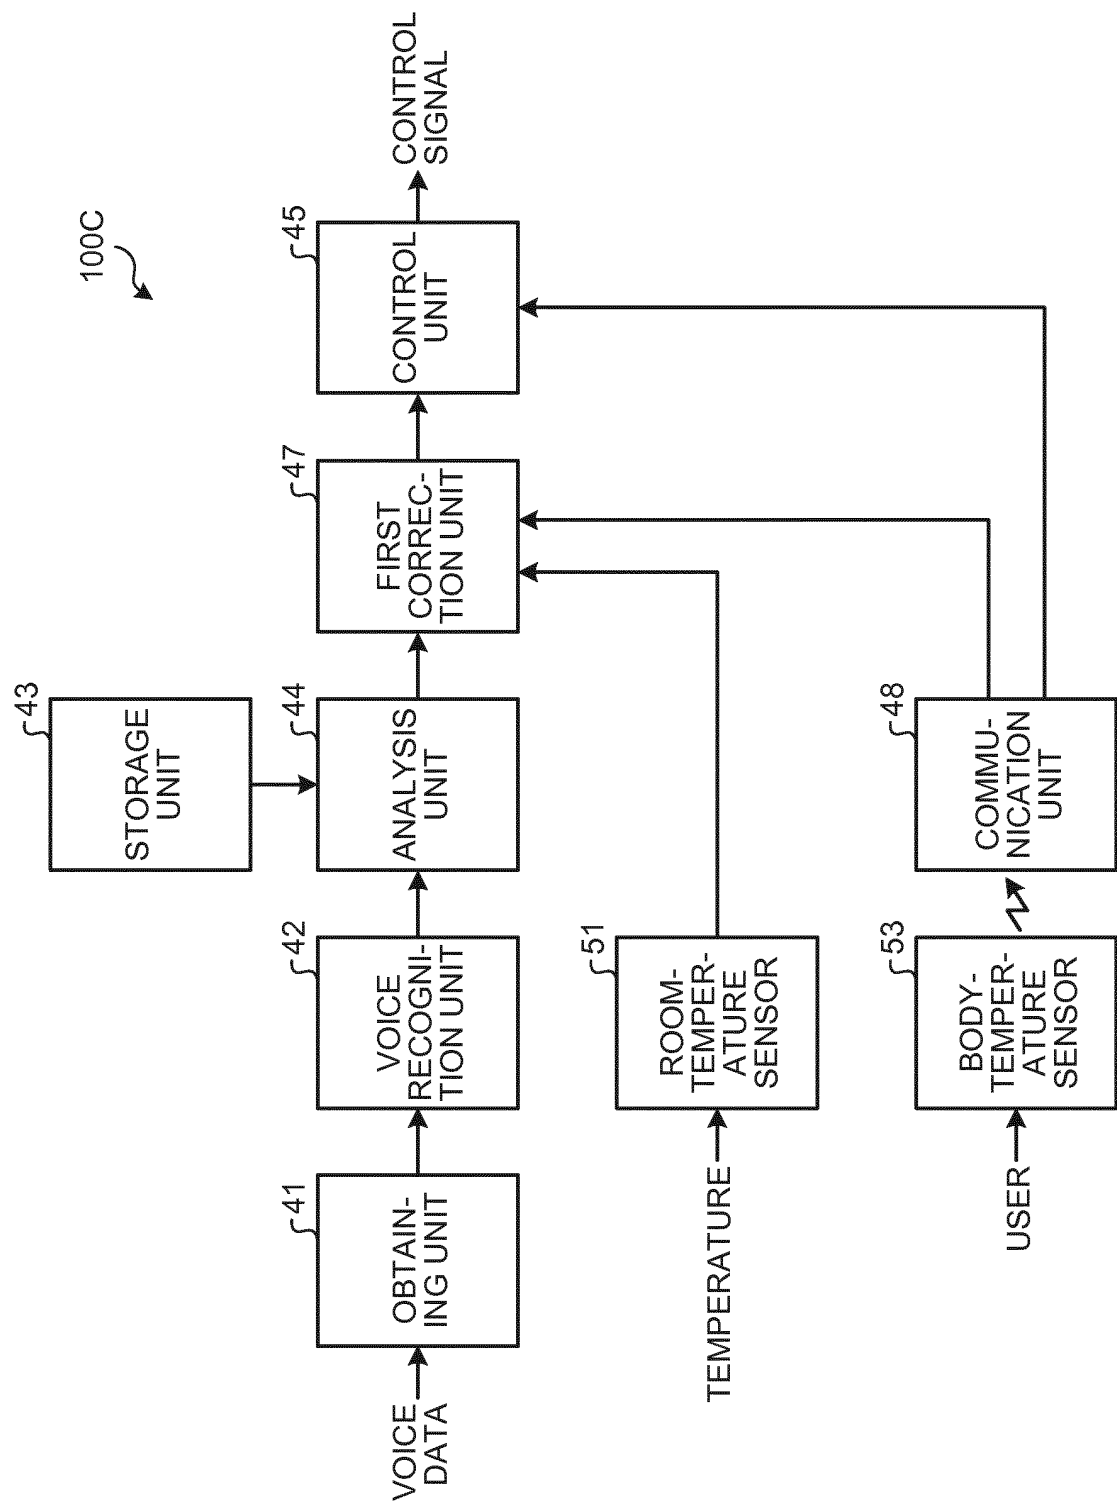 100C
43
STORAGE
UNIT
VOICE
DATA
41
OBTAIN-
ING UNIT
42
VOICE
RECOGNI-
TION UNIT
44
ANALYSIS
UNIT
47
FIRST
CORREC-
TION UNIT
45
CONTROL
UNIT
CONTROL
SIGNAL
TEMPERATURE
51
ROOM-
TEMPER-
ATURE
SENSOR
USER
53
BODY-
TEMPER-
ATURE
SENSOR
48
COMMU-
NICATION
UNIT